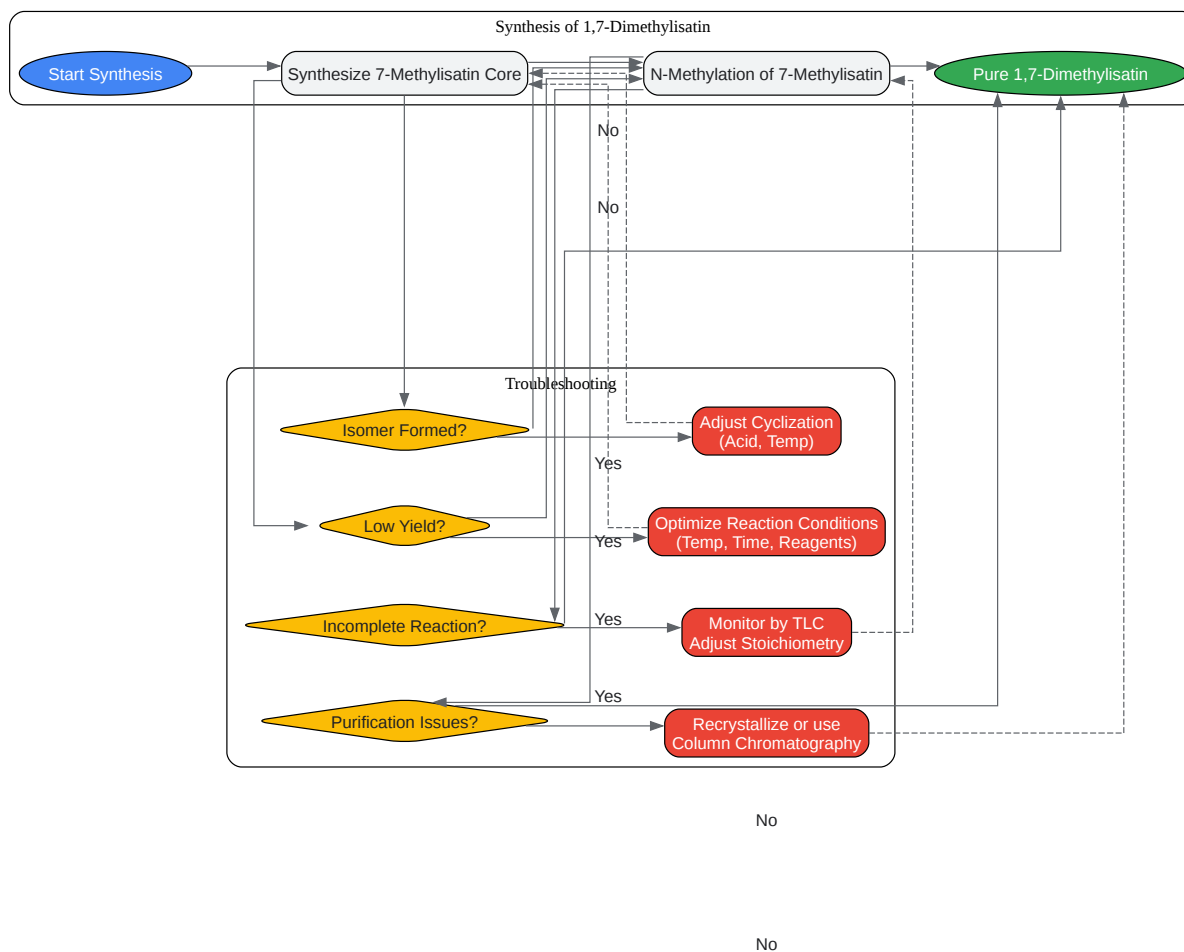 Synthesis of 1,7-Dimethylisatin
Start Synthesis
Synthesize 7-Methylisatin Core
N-Methylation of 7-Methylisatin
Pure 1,7-Dimethylisatin
No
No
Troubleshooting
Isomer Formed?
Adjust Cyclization
(Acid, Temp)
Yes
Low Yield?
Optimize Reaction Conditions
(Temp, Time, Reagents)
Yes
Incomplete Reaction?
Yes
Monitor by TLC
Adjust Stoichiometry
Yes
Purification Issues?
Recrystallize or use
Column Chromatography
No
No